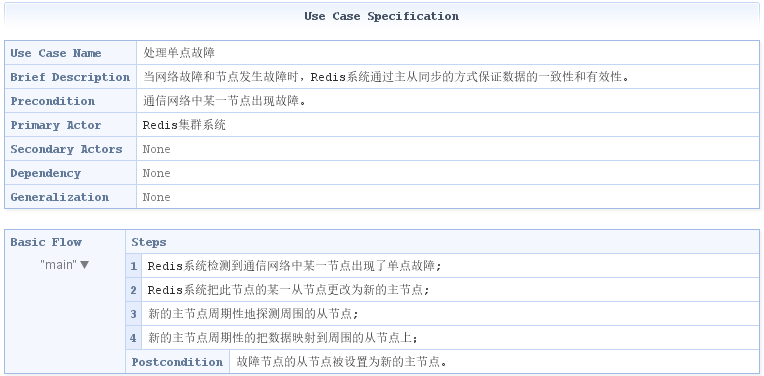 Use Case Specification
Use Case Name 处理单点故障
Brief Description 当网络故障和节点发生故障时，Redis系统通过主从同步的方式保证数据的一致性和有效性。
Precondition 通信网络中某一节点出现故障。
Primary Actor Redis集群系统
Secondary Actors None
Dependency None
Generalization None
Basic Flow Steps
"main" ▼
1 Redis系统检测到通信网络中某一节点出现了单点故障;
2 Redis系统把此节点的某一从节点更改为新的主节点;
3 新的主节点周期性地探测周围的从节点;
4 新的主节点周期性的把数据映射到周围的从节点上;
Postcondition 故障节点的从节点被设置为新的主节点。